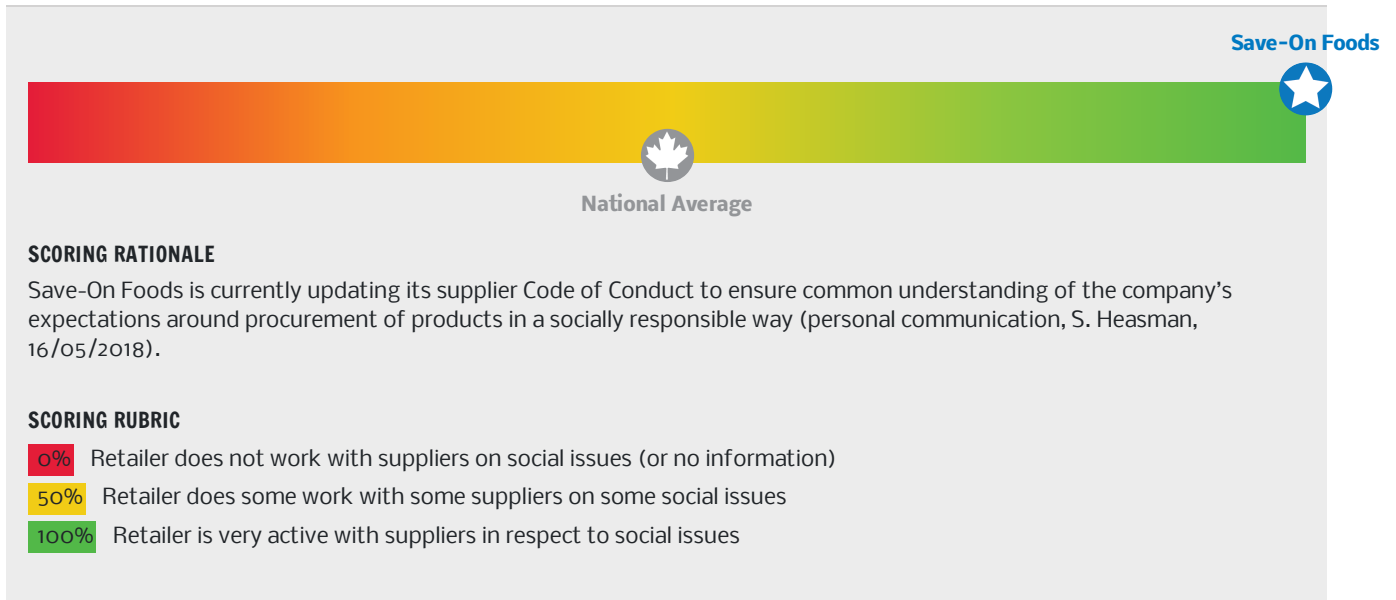 Save-On Foods
National Average
SCORING RATIONALE
Save-On Foods is currently updating its supplier Code of Conduct to ensure common understanding of the company's
expectations around procurement of products in a socially responsible way (personal communication, S. Heasman,
16/05/2018).
SCORING RUBRIC
0% Retailer does not work with suppliers on social issues (or no information)
50% Retailer does some work with some suppliers on some social issues
100% Retailer is very active with suppliers in respect to social issues